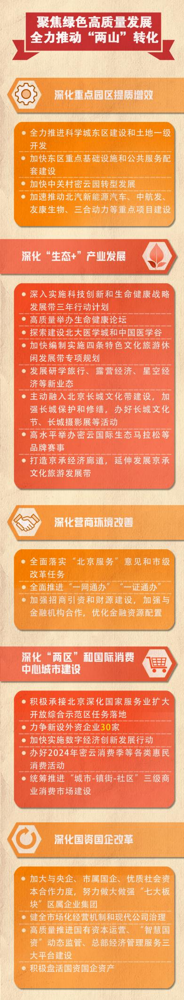 聚焦绿色高质量发展
全力推动“两山”转化
深化重点园区提质增效
全力推进科学城东区建设和土地一级
开发
加快东区重点基础设施和公共服务配
套建设
加快中关村密云园转型发展
加速推动北汽新能源汽车、中航发、
友康生物、三合动力等重点项目建设
深化“生态+”产业发展
深入实施科技创新和生命健康战略
发展带三年行动计划
高质量举办生命健康论坛
探索建设北大医学城和中国医学谷
加快编制实施四条特色文化旅游休
闲发展带专项规划
发展研学旅行、露营经济、星空经
济等新业态
主动融入北京长城文化带建设，加
强长城保护和修缮，办好长城文化
节、长城摄影展等活动
高水平举办密云国际生态马拉松等
品牌赛事
打造京承经济廊道，延伸发展京承
文化旅游发展带
深化营商环境改善
全面落实“北京服务”意见和市级
改革任务
全面推进“一网通办”“一证通办”
加强招商引资和财源建设，加强与
金融机构合作，优化金融资源配置
深化“两区”和国际消费
中心城市建设
积极承接北京深化国家服务业扩大
开放综合示范区任务落地
力争新设外资企业30家
加快实施数字经济创新发展行动
办好2024年密云消费季等各类惠民
消费活动
统筹推进“城市-镇街-社区”三级商
业消费市场建设
深化国资国企改革
加大与央企、市属国企、优质社会资
本合作力度，努力做大做强“七大板
块”区属企业集团
健全市场化经营机制和现代公司治理
高质量推进国有资本运营、“智慧国
资”动态监管、总部经济管理服务三
大平台建设
积极盘活国资国企资产